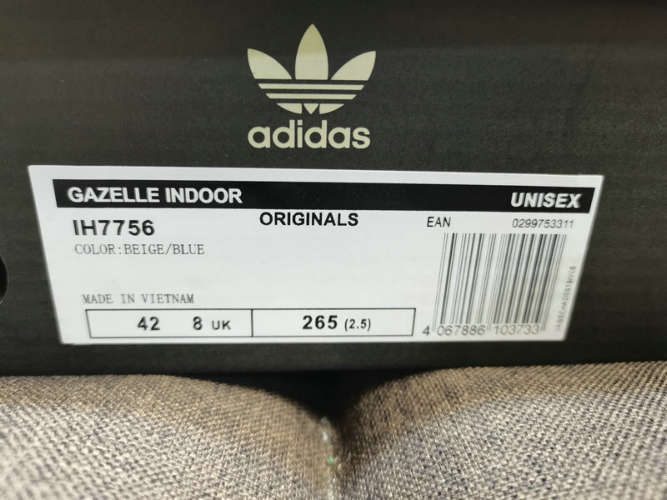 adidas
GAZELLE INDOOR UNISEX
IH7756 ORIGINALS EAN 0299753311
COLOR:BEIGE/BLUE
MADE IN VIETNAM
42 8 UK 265 (2.5)
4 067886 103733